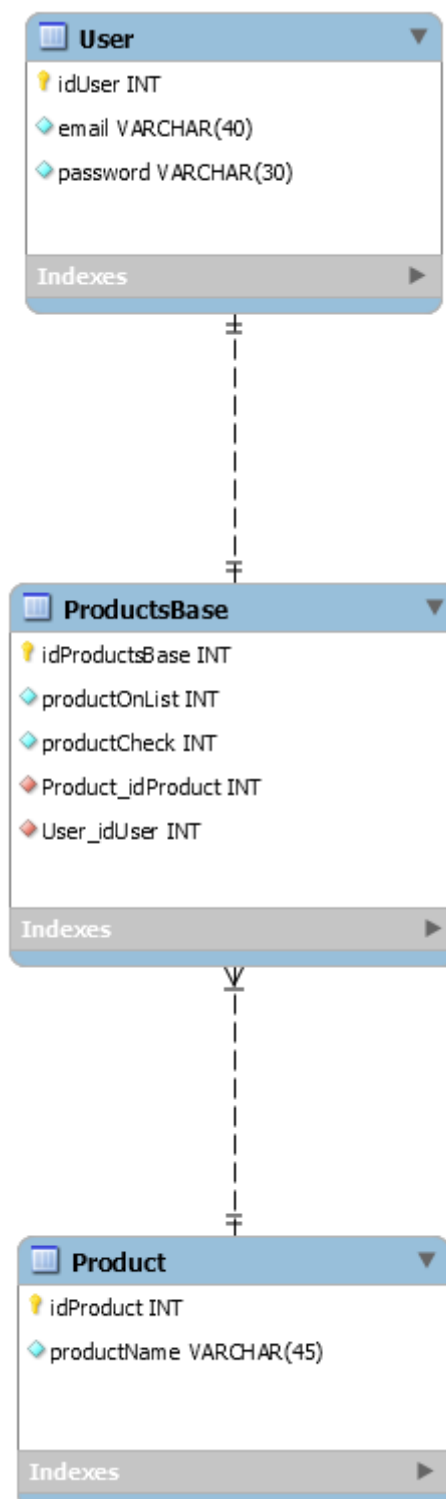 User
idUser INT
email VARCHAR(40)
password VARCHAR(30)
Indexes
ProductsBase
idProductsBase INT
productOnList INT
productCheck INT
Product_idProduct INT
User_idUser INT
Indexes
Product
idProduct INT
productName VARCHAR(45)
Indexes